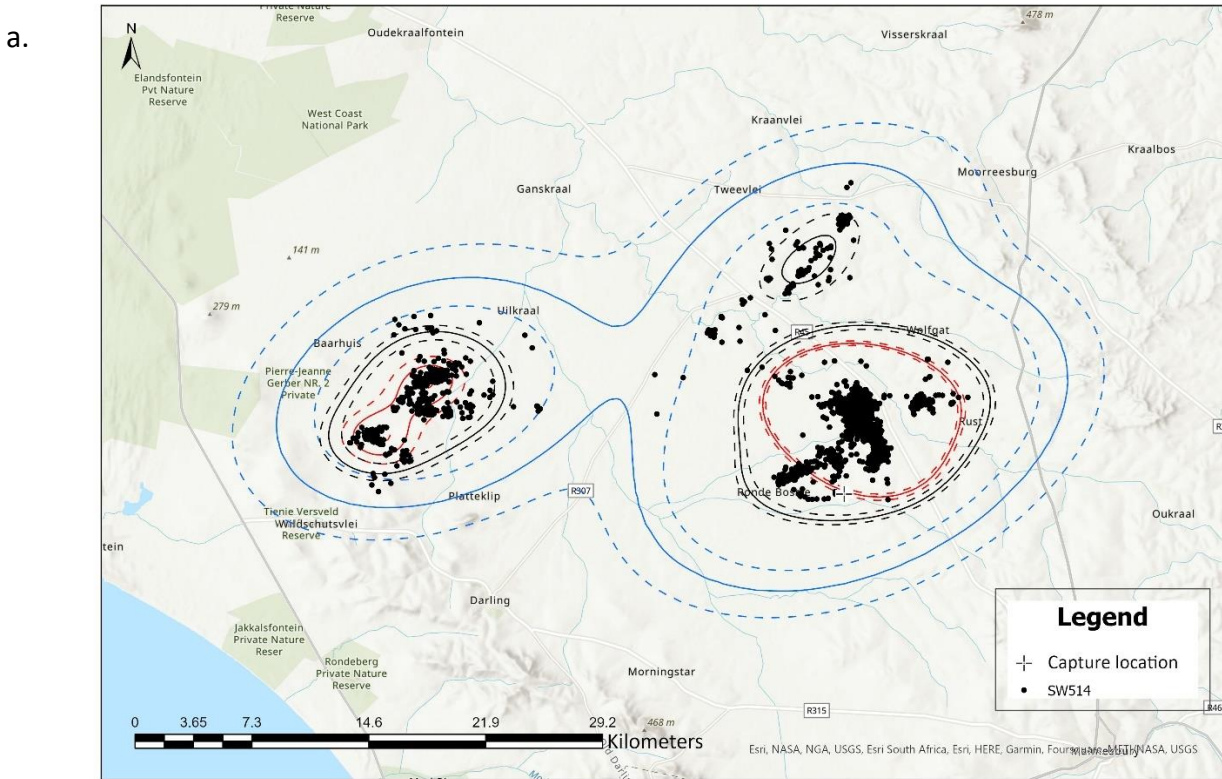 a.
Private Nature
Reserve
478 m
N
Oudekraalfontein
Visserskraal
Elandsfontein
Pvt Nature
Reserve
West Coast
National Park
Kraanvlei
Kraalbos
Moorreesburg
Ganskraal
Tweevlei
141 m
279 m
Uilkraal
R45
Wolfgat
Baarhuis
Pierre-Jeanne
Gerber NR. 2
Private
Rust
R
Platteklip
R307
Ronde Bosje
Tienie Versveld
Reserve
Wildschutsvlei
Oukraal
tein
Darling
Legend
Capture location
SW514
Jakkalsfontein
Private Nature
Reser
Rondeberg
Private Nature
Reserve
Morningstar
R315
R46
0 3.65 7.3 14.6 21.9 29.2
468 m
Kilometers
Esri, NASA, NGA, USGS, Esri South Africa, Esri, HERE, Garmin, Foursquare, METI/NASA, USGS